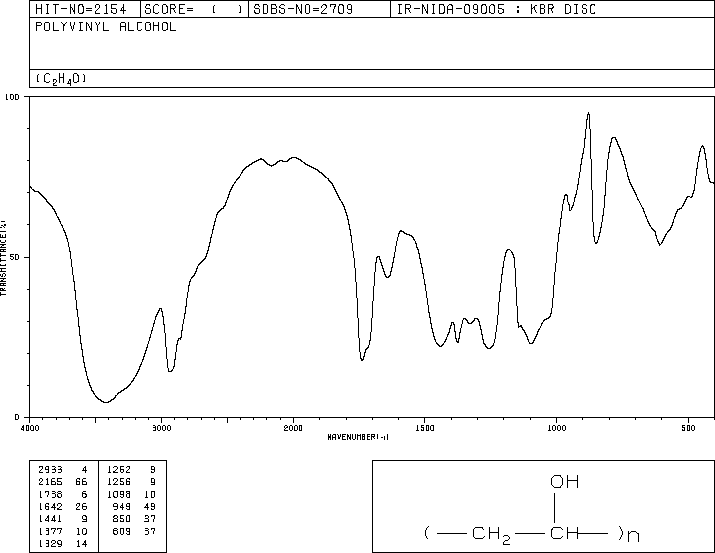 HIT-NO=2154 SCORE= ( ) SDBS-NO=2709 IR-NIDA-09005 : KBR DISC
POLYVINYL ALCOHOL
(C2H4O)
100
50
0
TRANSMITTANCE(%)
4000 3000 2000 1500 1000 500
WAVENUMBER(-1)
2933 4 1262 9
2165 66 1256 9
1738 6 1098 10
1642 26 949 49
1441 9 850 37
1377 10 609 37
1329 14
OH
( CH2 CH )n